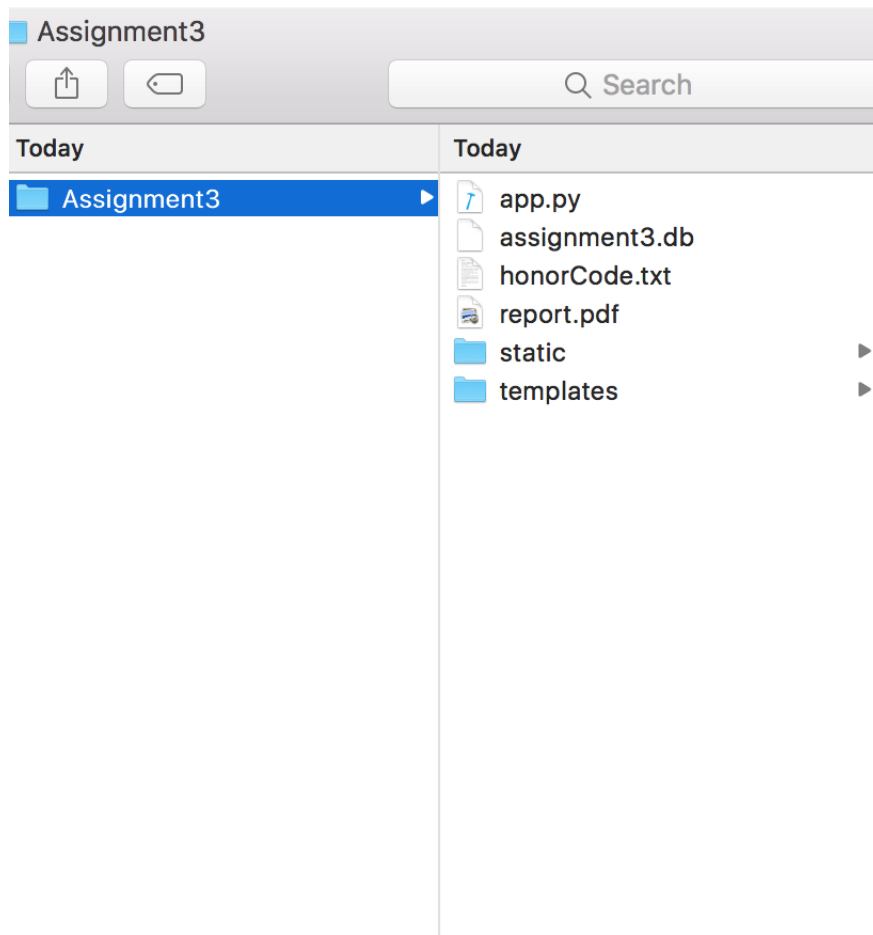 Assignment3
Search
Today
Today
Assignment3
app.py
assignment3.db
honorCode.txt
report.pdf
static
templates